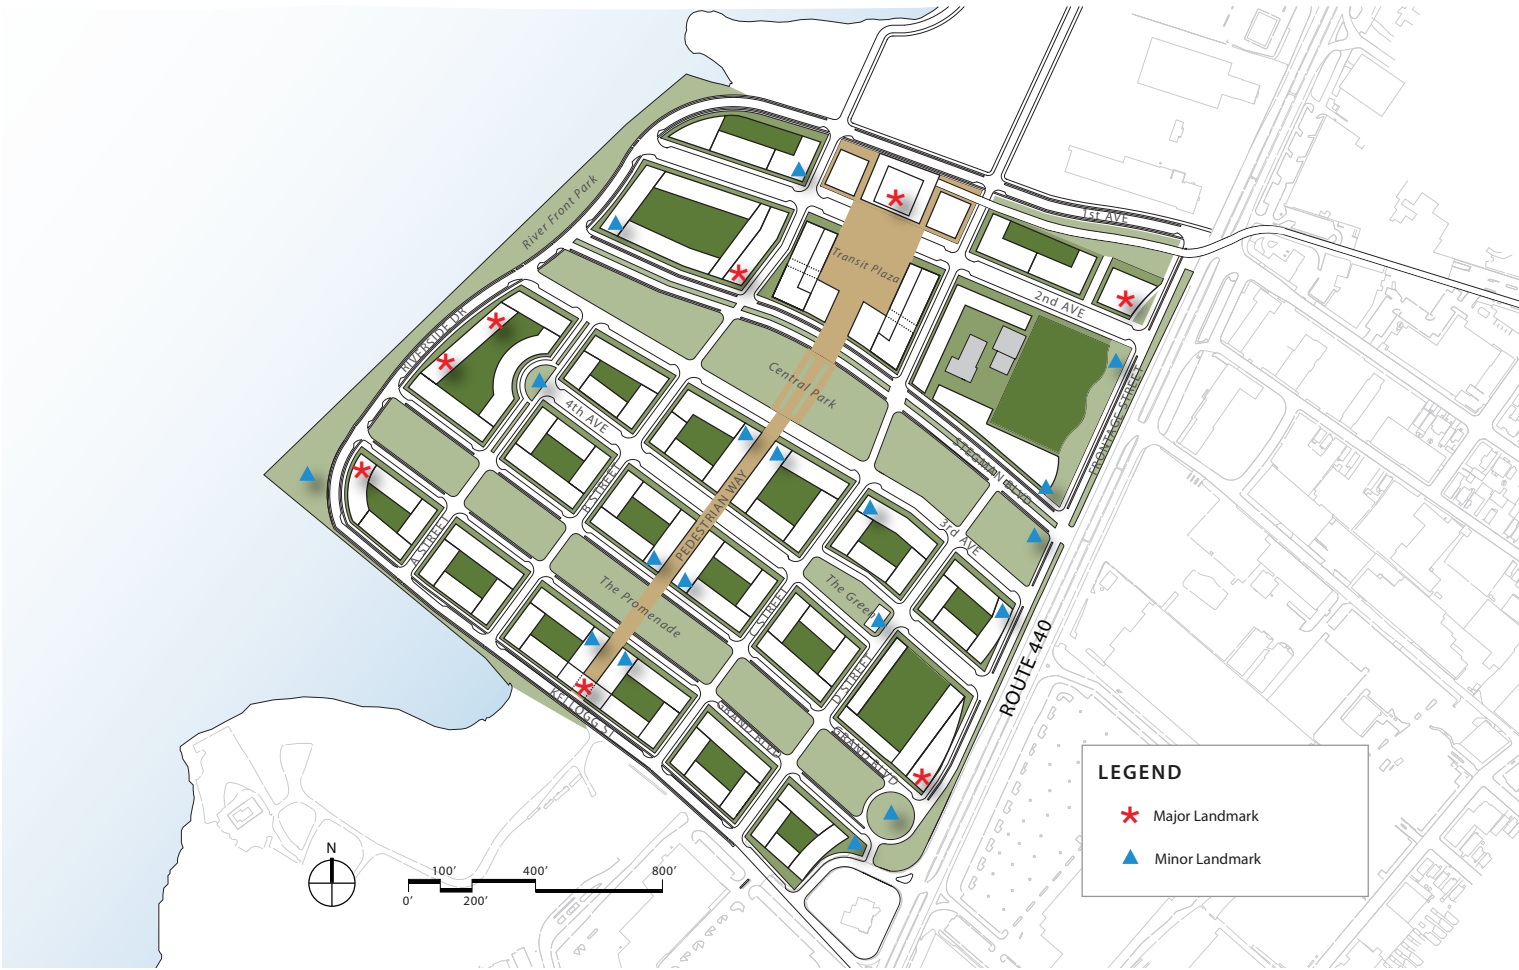 1st AVE
River Front Park
Transit Plaza
2nd AVE
RIVERSIDE DR
Central Park
FRONTAGE STREET
4th AVE
STEGMAN BLVD
B STREET
PEDESTRIAN WAY
3rd AVE
A STREET
The Promenade
C STREET
The Green
D STREET
ROUTE 440
KELLOGG ST
GRAND BLVD
GRAND BLVD
LEGEND
Major Landmark
Minor Landmark
N
100' 400' 800'
0' 200'